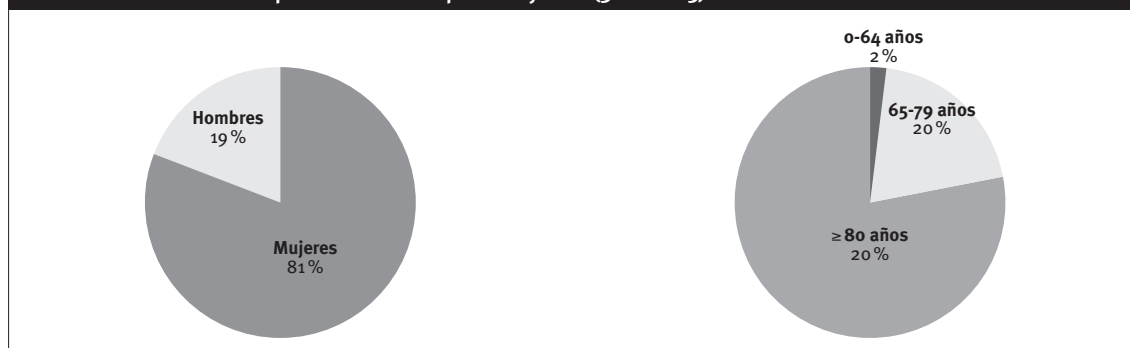 Hombres
19 %
Mujeres
81 %
0-64 años
2 %
65-79 años
20 %
≥80 años
20 %